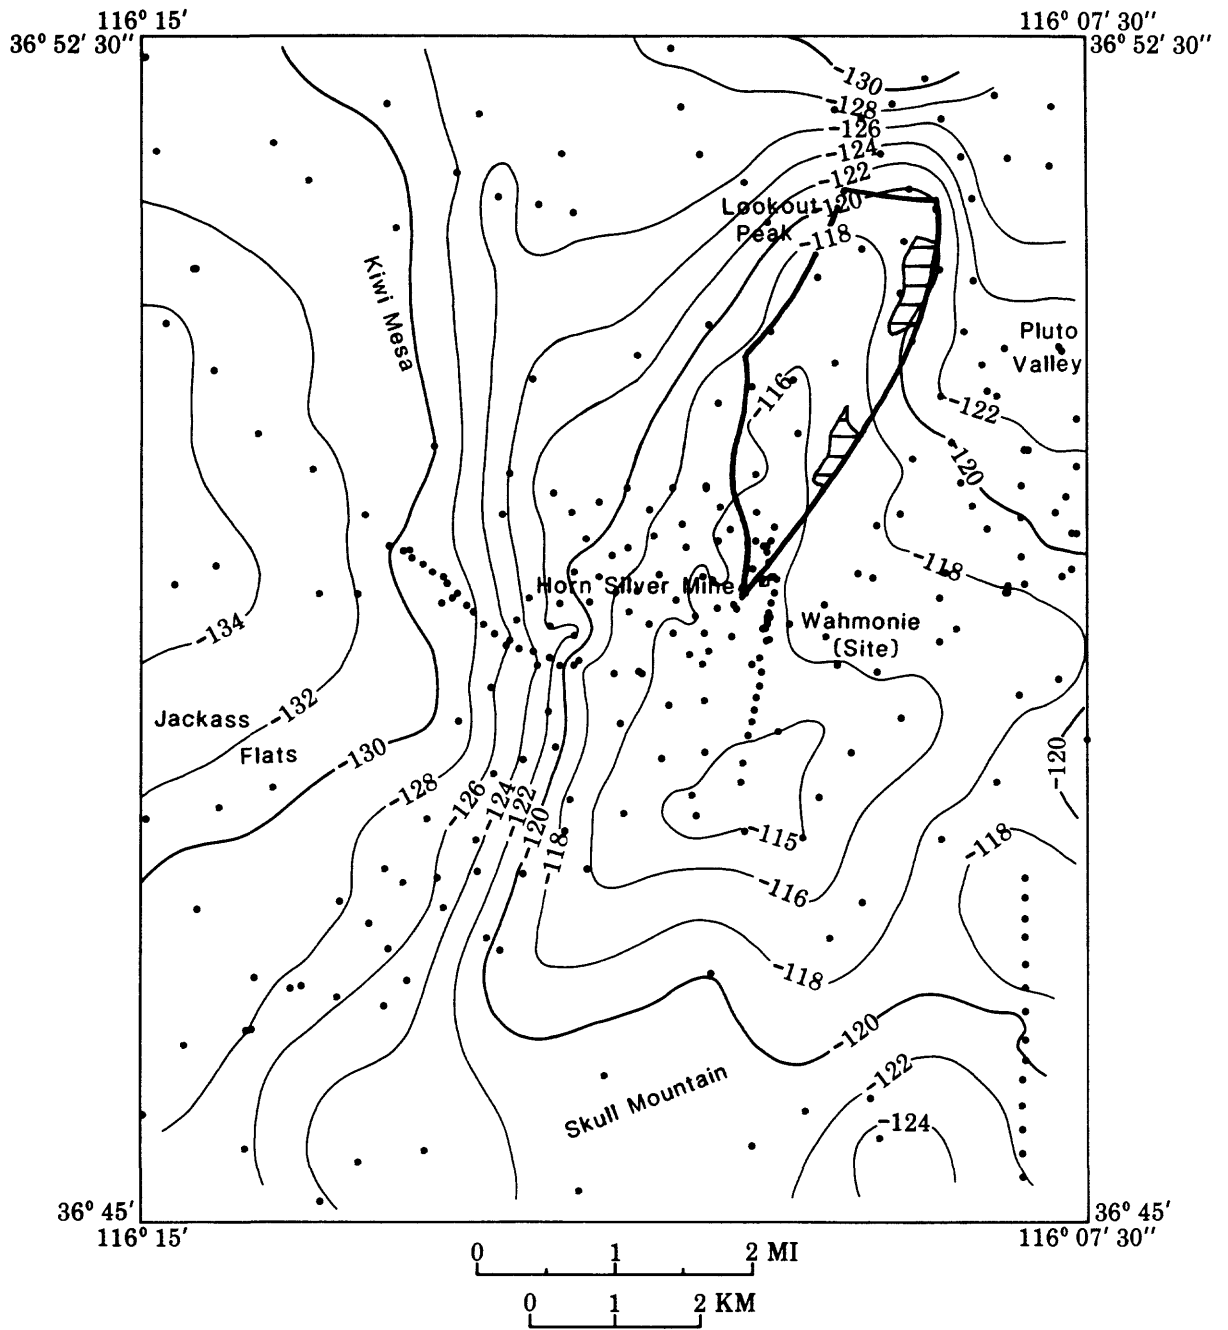 116° 15′
116° 07′ 30″
36° 52′ 30″
36° 52′ 30″
-130
-128
-126
-124
-122
-120
-118
Lookout
Peak
Kiwi Mesa
Pluto
Valley
-116
-122
-120
-118
Horn Silver Mine
Wahmonie
(Site)
-134
-132
Jackass
Flats
-130
-128
-126
-124
-122
-120
-118
-120
-115
-118
-116
-118
-120
-122
-124
Skull Mountain
36° 45′
36° 45′
116° 15′
116° 07′ 30″
0 1 2 MI
0 1 2 KM